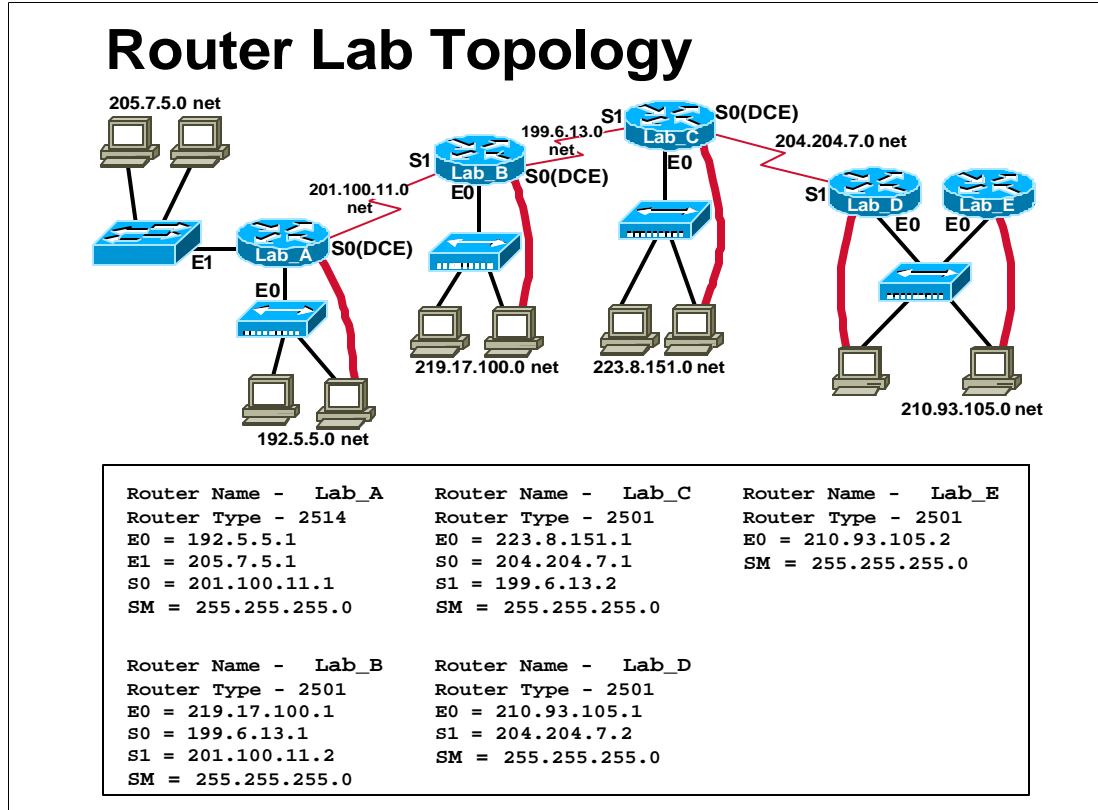 Router Lab Topology
205.7.5.0 net
E1
Lab_A
S0(DCE)
E0
192.5.5.0 net
201.100.11.0
net
S1
Lab_B
E0
S0(DCE)
219.17.100.0 net
199.6.13.0
net
S1
Lab_C
S0(DCE)
E0
223.8.151.0 net
204.204.7.0 net
S1
Lab_D
E0
Lab_E
E0
210.93.105.0 net
Router Name - Lab_A
Router Type - 2514
E0 = 192.5.5.1
E1 = 205.7.5.1
S0 = 201.100.11.1
SM = 255.255.255.0
Router Name - Lab_C
Router Type - 2501
E0 = 223.8.151.1
S0 = 204.204.7.1
S1 = 199.6.13.2
SM = 255.255.255.0
Router Name - Lab_E
Router Type - 2501
E0 = 210.93.105.2
SM = 255.255.255.0
Router Name - Lab_B
Router Type - 2501
E0 = 219.17.100.1
S0 = 199.6.13.1
S1 = 201.100.11.2
SM = 255.255.255.0
Router Name - Lab_D
Router Type - 2501
E0 = 210.93.105.1
S1 = 204.204.7.2
SM = 255.255.255.0